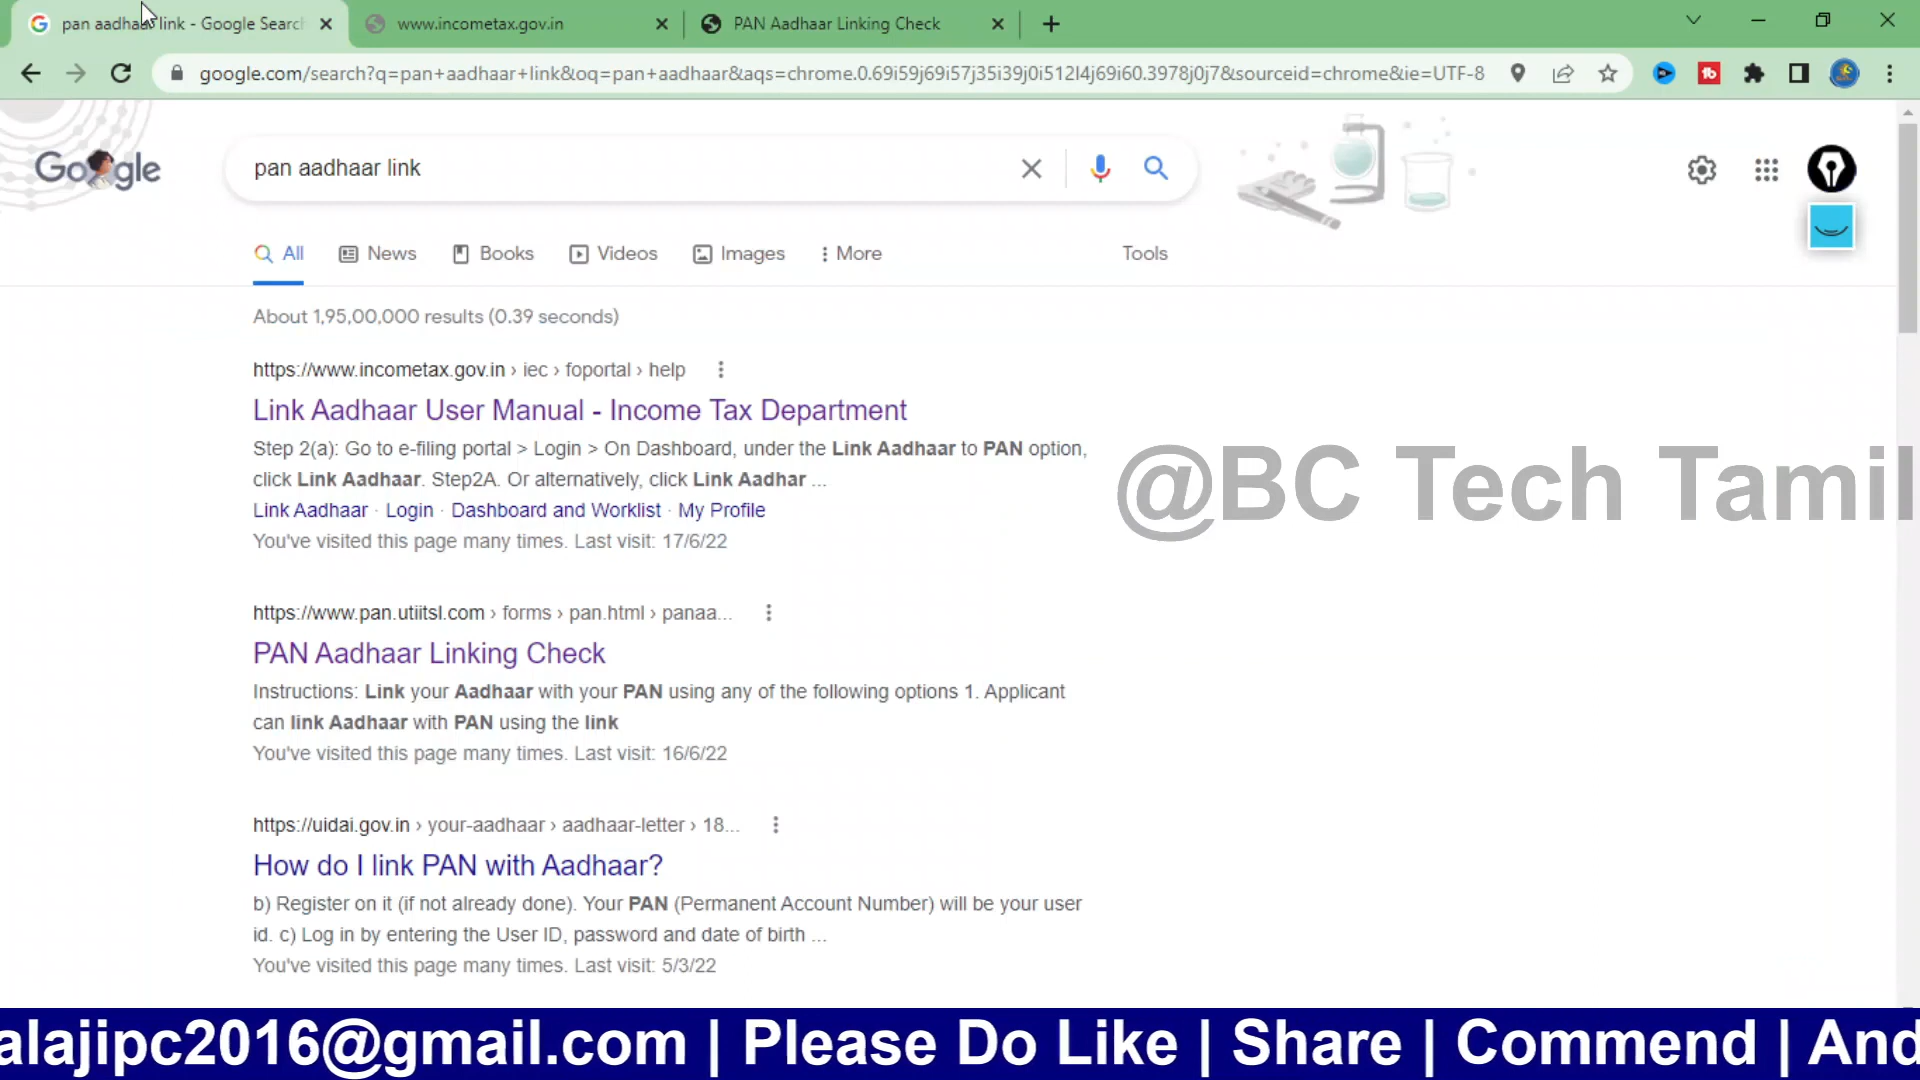 pan aadhaar link - Google Search
www.incometax.gov.in
PAN Aadhaar Linking Check
google.com/search?q=pan+aadhaar+link&oq=pan+aadhaar&aqs=chrome.0.69i59j69i57j35i39j0i512l4j69i60.3978j0j7&sourceid=chrome&ie=UTF-8
Google
pan aadhaar link
All
News
Books
Videos
Images
More
Tools
About 1,95,00,000 results (0.39 seconds)
https://www.incometax.gov.in › iec › foportal › help
Link Aadhaar User Manual - Income Tax Department
Step 2(a): Go to e-filing portal > Login > On Dashboard, under the Link Aadhaar to PAN option,
click Link Aadhaar. Step2A. Or alternatively, click Link Aadhar ...
Link Aadhaar · Login · Dashboard and Worklist · My Profile
You've visited this page many times. Last visit: 17/6/22
@BC Tech Tamil
https://www.pan.utiitsl.com › forms › pan.html › panaa...
PAN Aadhaar Linking Check
Instructions: Link your Aadhaar with your PAN using any of the following options 1. Applicant
can link Aadhaar with PAN using the link
You've visited this page many times. Last visit: 16/6/22
https://uidai.gov.in › your-aadhaar › aadhaar-letter › 18...
How do I link PAN with Aadhaar?
b) Register on it (if not already done). Your PAN (Permanent Account Number) will be your user
id. c) Log in by entering the User ID, password and date of birth ...
You've visited this page many times. Last visit: 5/3/22
alajipc2016@gmail.com | Please Do Like | Share | Commend | And